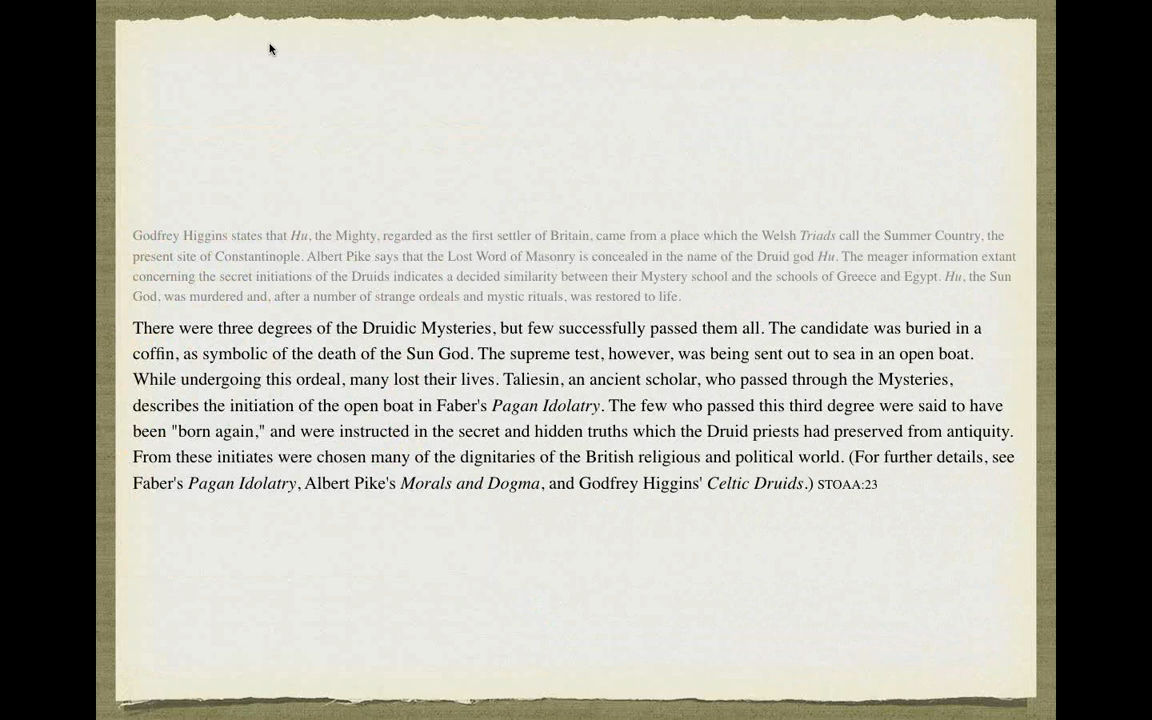 Godfrey Higgins states that Hu, the Mighty, regarded as the first settler of Britain, came from a place which the Welsh Triads call the Summer Country, the
present site of Constantinople. Albert Pike says that the Lost Word of Masonry is concealed in the name of the Druid god Hu. The meager information extant
concerning the secret initiations of the Druids indicates a decided similarity between their Mystery school and the schools of Greece and Egypt. Hu, the Sun
God, was murdered and, after a number of strange ordeals and mystic rituals, was restored to life.
There were three degrees of the Druidic Mysteries, but few successfully passed them all. The candidate was buried in a
coffin, as symbolic of the death of the Sun God. The supreme test, however, was being sent out to sea in an open boat.
While undergoing this ordeal, many lost their lives. Taliesin, an ancient scholar, who passed through the Mysteries,
describes the initiation of the open boat in Faber's Pagan Idolatry. The few who passed this third degree were said to have
been "born again," and were instructed in the secret and hidden truths which the Druid priests had preserved from antiquity.
From these initiates were chosen many of the dignitaries of the British religious and political world. (For further details, see
Faber's Pagan Idolatry, Albert Pike's Morals and Dogma, and Godfrey Higgins' Celtic Druids.) STOAA:23